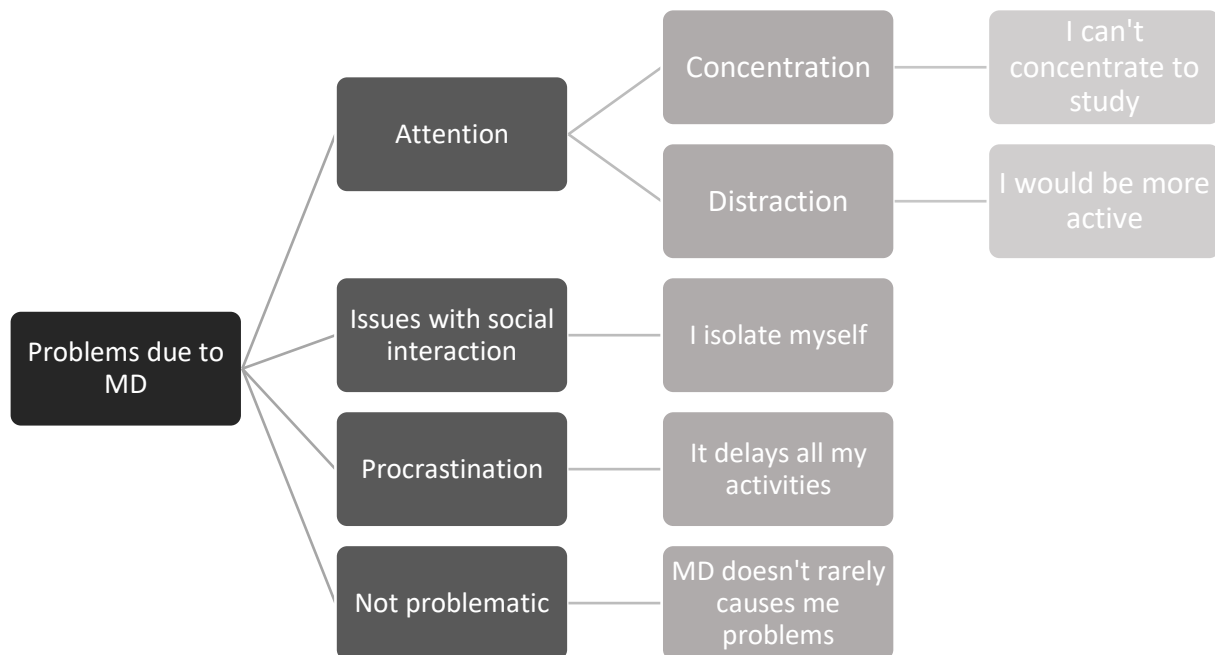 Problems due to
MD
Attention
Concentration
I can't
concentrate to
study
Distraction
I would be more
active
Issues with social
interaction
I isolate myself
Procrastination
It delays all my
activities
Not problematic
MD doesn't rarely
causes me
problems